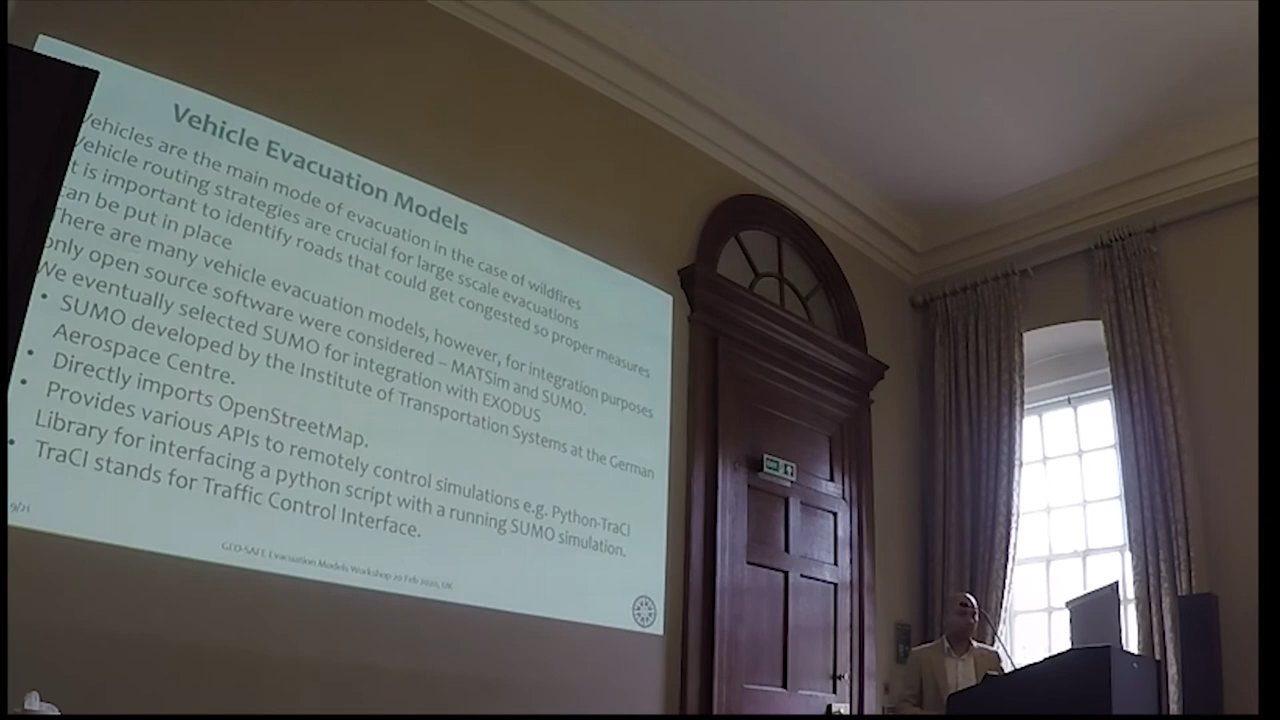 Vehicle Evacuation Models
Vehicles are the main mode of evacuation in the case of wildfires
Vehicle routing strategies are crucial for large sscale evacuations
It is important to identify roads that could get congested so proper measures
can be put in place
There are many vehicle evacuation models, however, for integration purposes
only open source software were considered – MATSim and SUMO.
We eventually selected SUMO for integration with EXODUS
• SUMO developed by the Institute of Transportation Systems at the German
Aerospace Centre.
• Directly imports OpenStreetMap.
• Provides various APIs to remotely control simulations e.g. Python-TraCI
Library for interfacing a python script with a running SUMO simulation.
• TraCI stands for Traffic Control Interface.
9/21
GEO-SAFE Evacuation Models Workshop 20 Feb 2020, UK